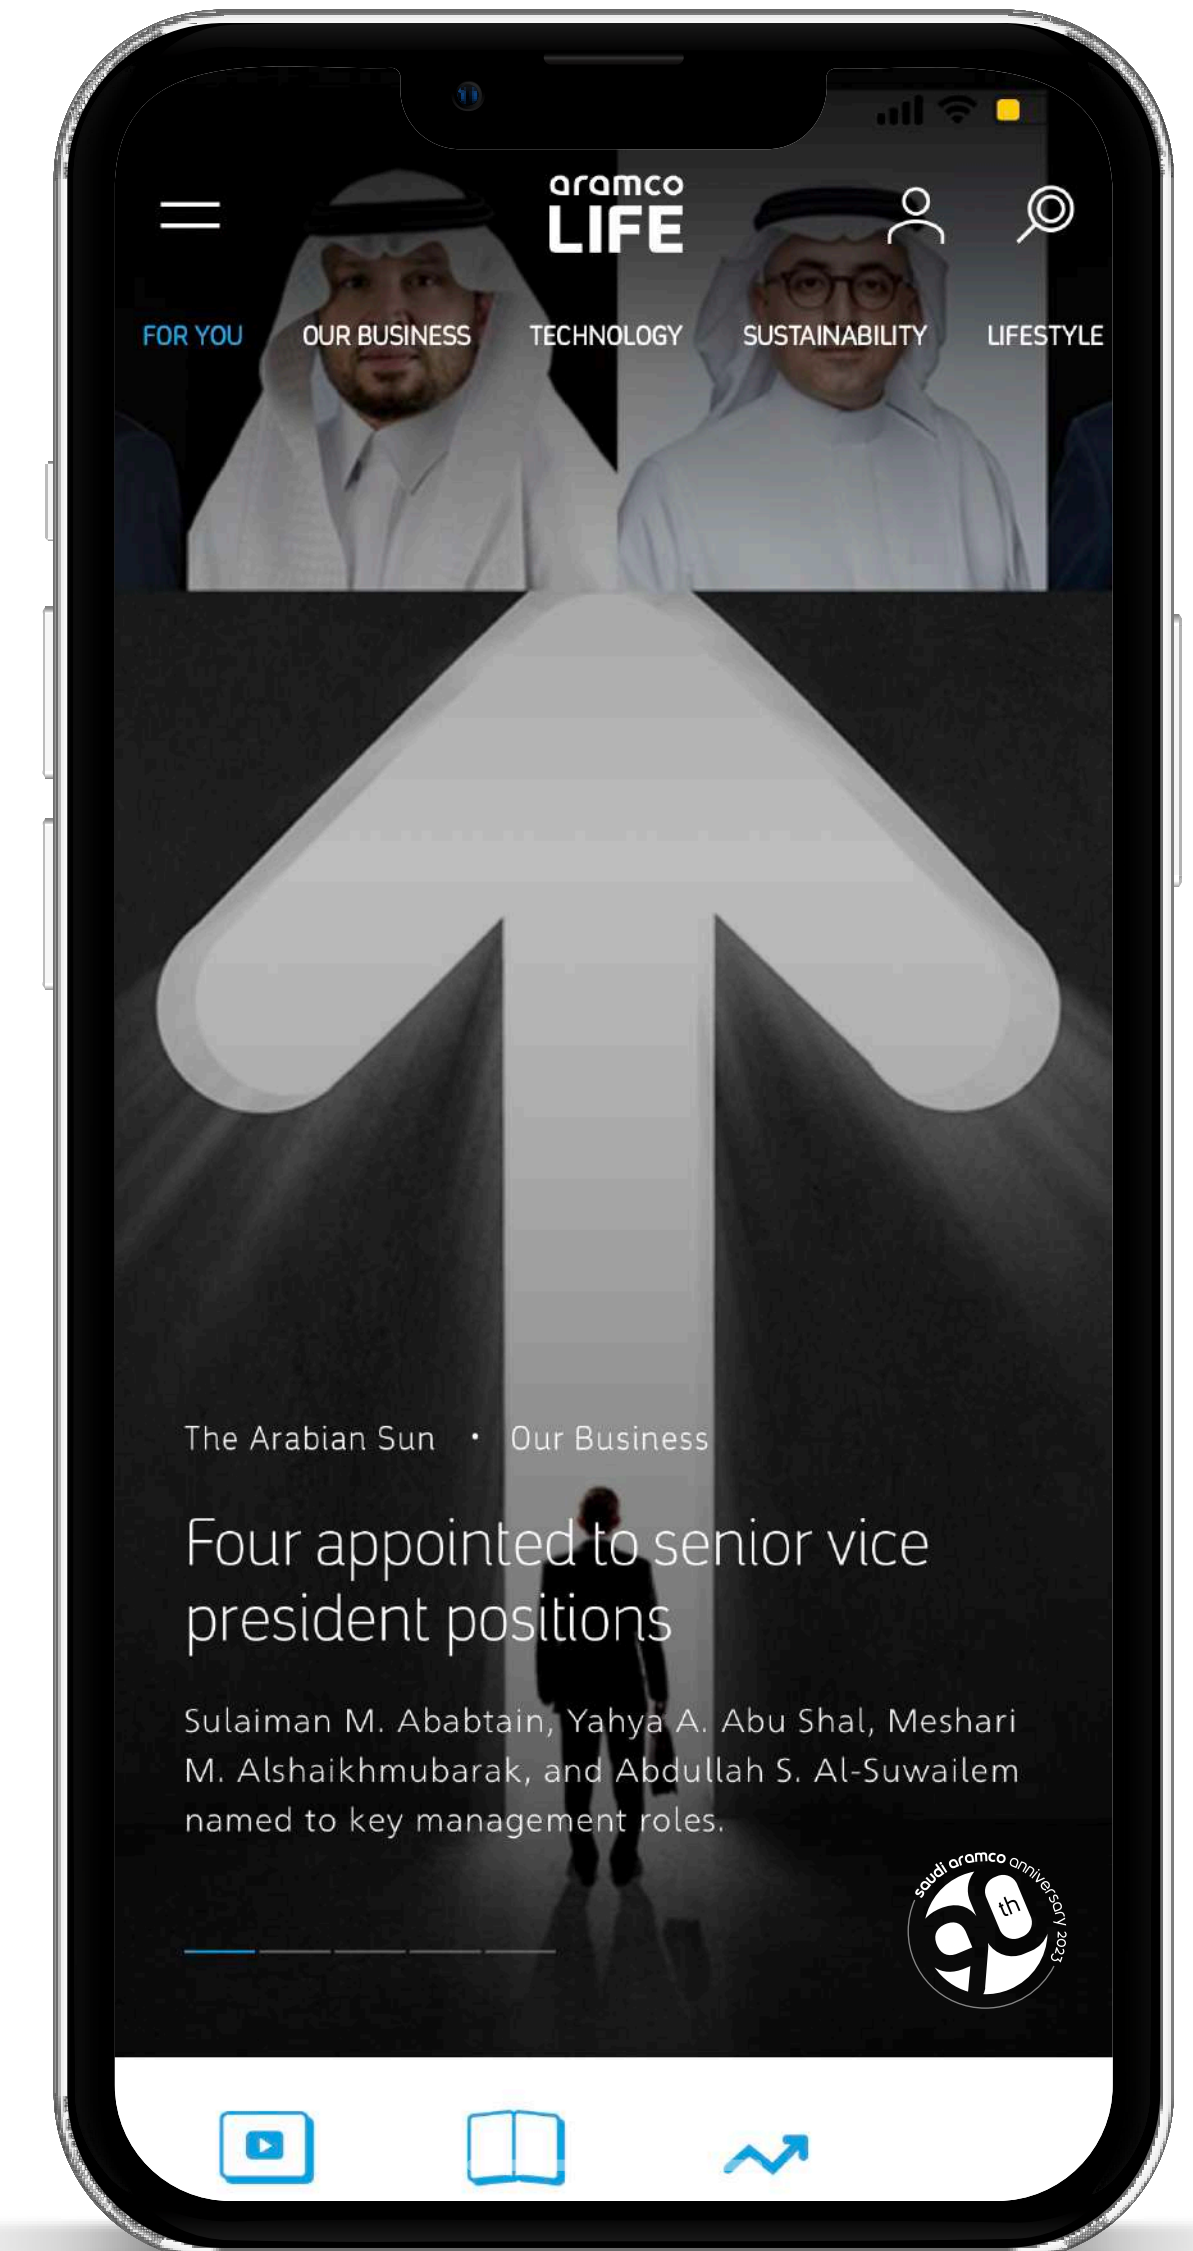 aramco
LIFE
FOR YOU OUR BUSINESS TECHNOLOGY SUSTAINABILITY LIFESTYLE
The Arabian Sun • Our Business
Four appointed to senior vice
president positions
Sulaiman M. Ababtain, Yahya A. Abu Shal, Meshari
M. Alshaikhmubarak, and Abdullah S. Al-Suwailem
named to key management roles.
saudi aramco anniversary 2023
90th